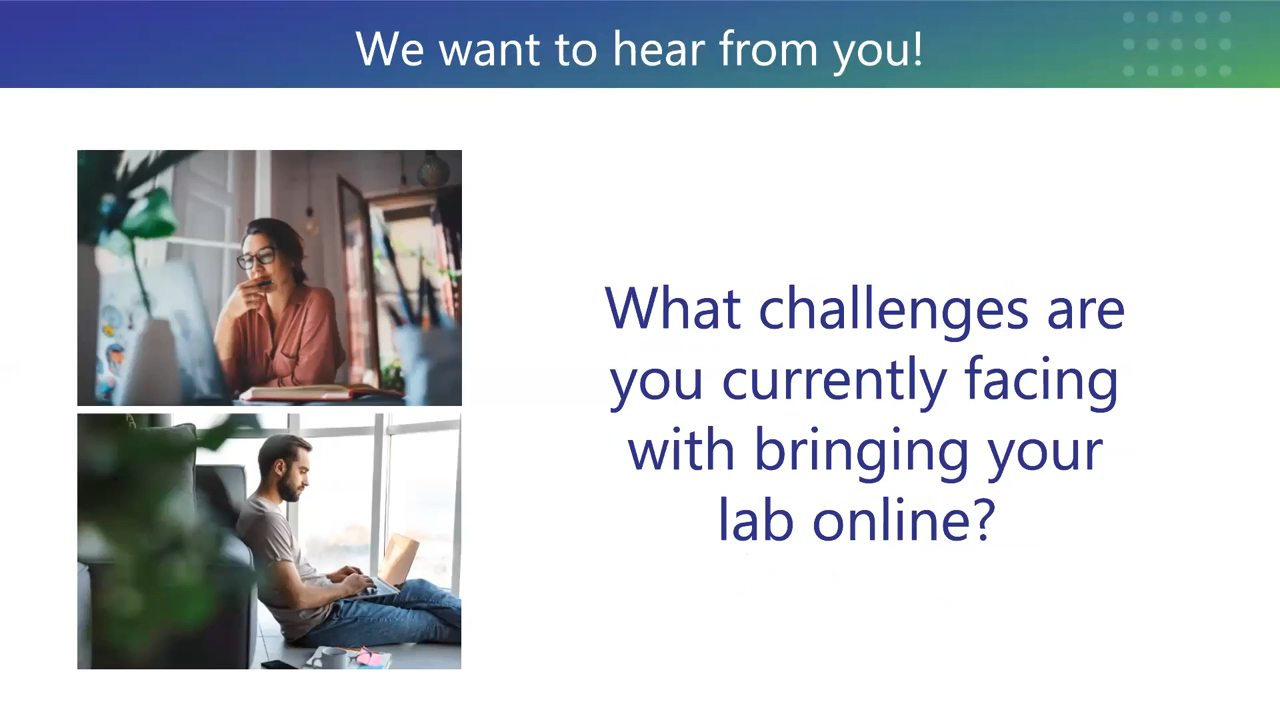 We want to hear from you!
What challenges are
you currently facing
with bringing your
lab online?